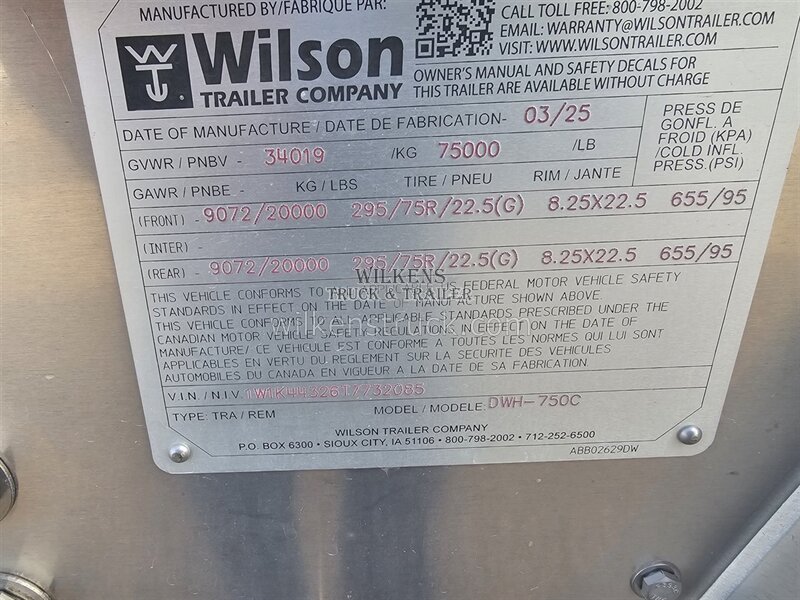 MANUFACTURED BY/FABRIQUE PAR:
Wilson
TRAILER COMPANY
CALL TOLL FREE: 800-798-2002
EMAIL: WARRANTY@WILSONTRAILER.COM
VISIT: WWW.WILSONTRAILER.COM
OWNER'S MANUAL AND SAFETY DECALS FOR
THIS TRAILER ARE AVAILABLE WITHOUT CHARGE
DATE OF MANUFACTURE / DATE DE FABRICATION- 03/25
GVWR / PNBV - 34019 /KG 75000 /LB
PRESS DE
GONFL. À
FROID (KPA)
/COLD INFL.
PRESS.(PSI)
GAWR / PNBE - KG / LBS TIRE / PNEU RIM / JANTE
(FRONT) - 9072/20000 295/75R/22.5(G) 8.25X22.5 655/95
(INTER) -
(REAR) - 9072/20000 295/75R/22.5(G) 8.25X22.5 655/95
WILKENS
TRUCK & TRAILER
wilkenstruck.com
THIS VEHICLE CONFORMS TO FEDERAL MOTOR VEHICLE SAFETY
STANDARDS IN EFFECT ON THE DATE OF MANUFACTURE SHOWN ABOVE.
THIS VEHICLE CONFORMS TO ALL APPLICABLE STANDARDS PRESCRIBED UNDER THE
CANADIAN MOTOR VEHICLE SAFETY REGULATIONS ON THE DATE OF
MANUFACTURE/ CE VEHICULE EST CONFORME A TOUTES LES NORMES QUI LUI SONT
APPLICABLES EN VERTU DU REGLEMENT SUR LA SECURITE DES VEHICULES
AUTOMOBILES DU CANADA EN VIGUEUR A LA DATE DE SA FABRICATION.
V.I.N. / N.I.V. 1W1K44326T7732085
TYPE: TRA / REM MODEL / MODELE: DWH-750C
WILSON TRAILER COMPANY
P.O. BOX 6300 • SIOUX CITY, IA 51106 • 800-798-2002 • 712-252-6500
ABB02629DW